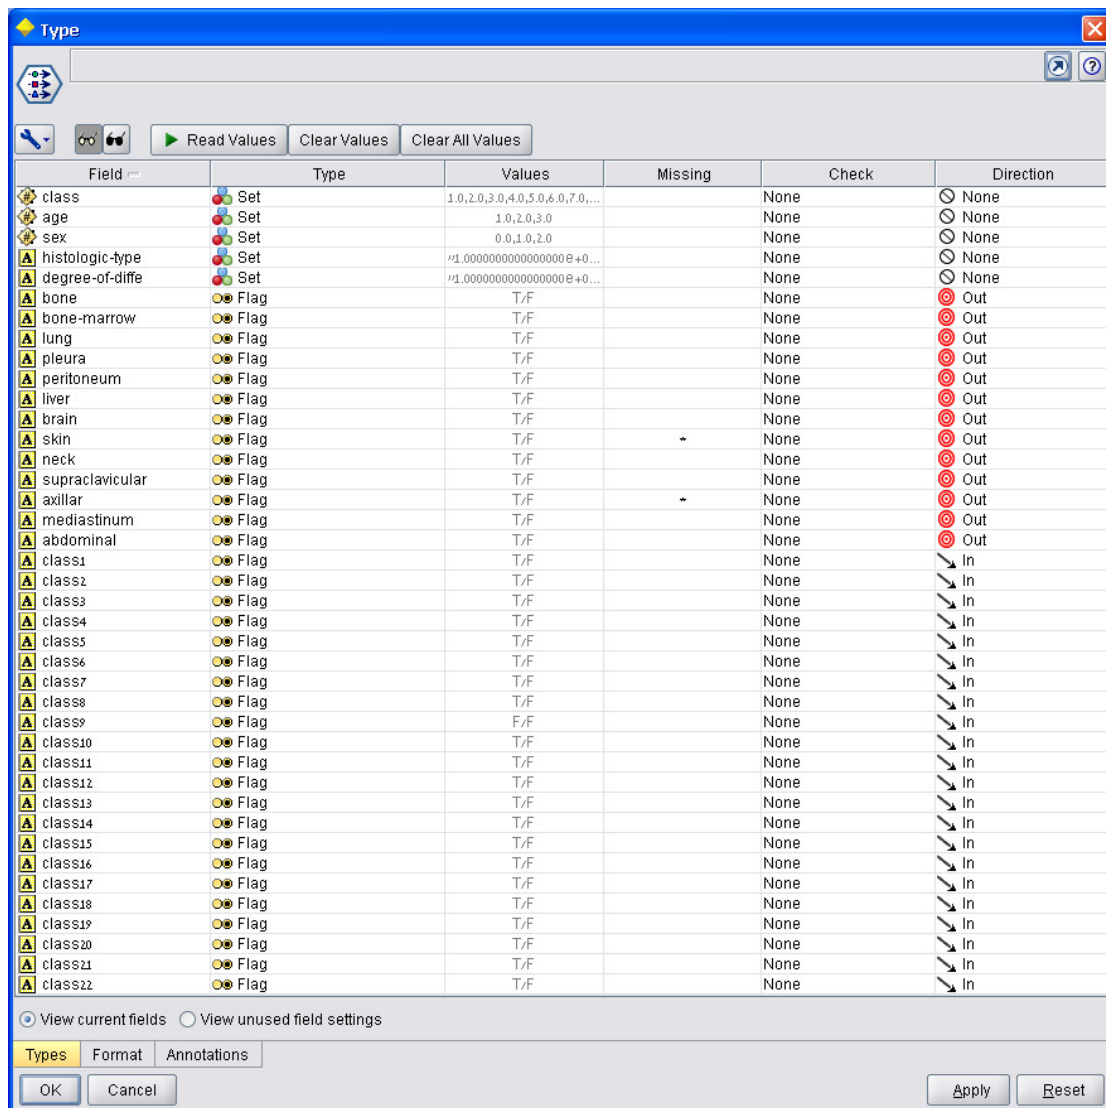 Type
Read Values Clear Values Clear All Values
Field Type Values Missing Check Direction
class Set 1.0,2.0,3.0,4.0,5.0,6.0,7.0,... None None
age Set 1.0,2.0,3.0 None None
sex Set 0.0,1.0,2.0 None None
histologic-type Set "1.0000000000000000e+0... None None
degree-of-diffe Set "1.0000000000000000e+0... None None
bone Flag T/F None Out
bone-marrow Flag T/F None Out
lung Flag T/F None Out
pleura Flag T/F None Out
peritoneum Flag T/F None Out
liver Flag T/F None Out
brain Flag T/F None Out
skin Flag T/F * None Out
neck Flag T/F None Out
supraclavicular Flag T/F None Out
axillar Flag T/F * None Out
mediastinum Flag T/F None Out
abdominal Flag T/F None Out
class1 Flag T/F None In
class2 Flag T/F None In
class3 Flag T/F None In
class4 Flag T/F None In
class5 Flag T/F None In
class6 Flag T/F None In
class7 Flag T/F None In
class8 Flag T/F None In
class9 Flag F/F None In
class10 Flag T/F None In
class11 Flag T/F None In
class12 Flag T/F None In
class13 Flag T/F None In
class14 Flag T/F None In
class15 Flag T/F None In
class16 Flag T/F None In
class17 Flag T/F None In
class18 Flag T/F None In
class19 Flag T/F None In
class20 Flag T/F None In
class21 Flag T/F None In
class22 Flag T/F None In
View current fields View unused field settings
Types Format Annotations
OK Cancel Apply Reset